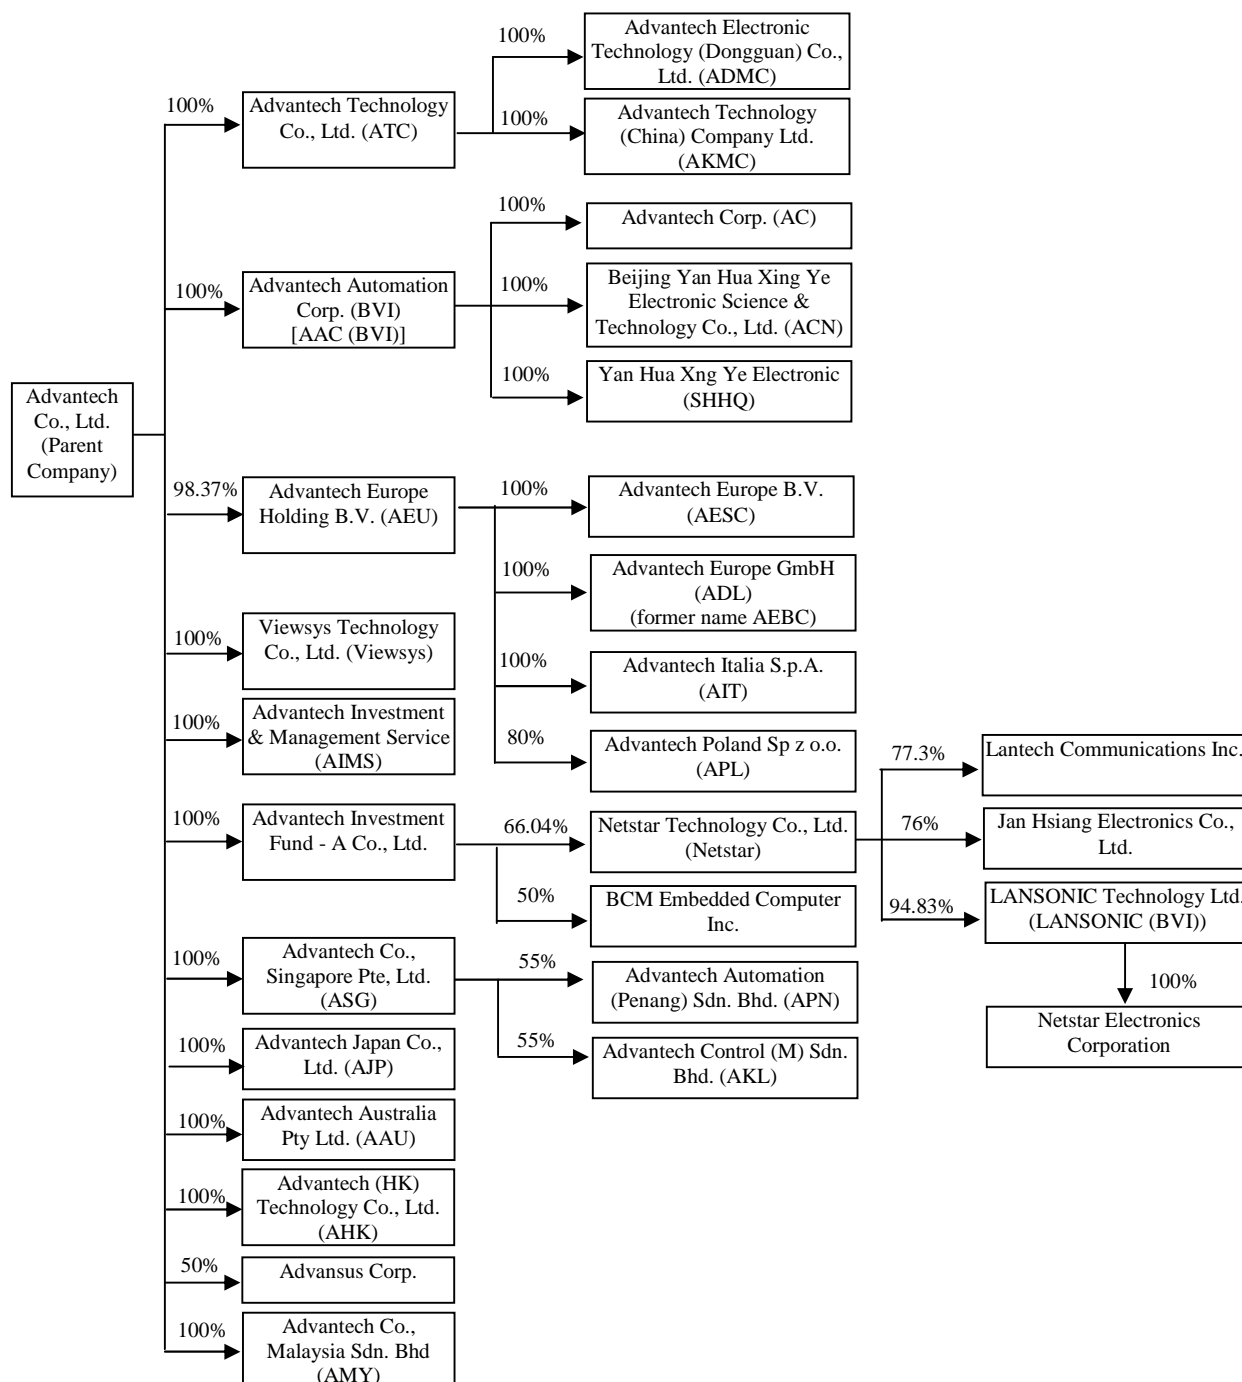 Advantech
Co., Ltd.
(Parent
Company)
100%
Advantech Technology
Co., Ltd. (ATC)
100%
Advantech Electronic
Technology (Dongguan) Co.,
Ltd. (ADMC)
100%
Advantech Technology
(China) Company Ltd.
(AKMC)
100%
Advantech Automation
Corp. (BVI)
[AAC (BVI)]
100%
Advantech Corp. (AC)
100%
Beijing Yan Hua Xing Ye
Electronic Science &
Technology Co., Ltd. (ACN)
100%
Yan Hua Xng Ye Electronic
(SHHQ)
98.37%
Advantech Europe
Holding B.V. (AEU)
100%
Advantech Europe B.V.
(AESC)
100%
Advantech Europe GmbH
(ADL)
(former name AEBC)
100%
Advantech Italia S.p.A.
(AIT)
80%
Advantech Poland Sp z o.o.
(APL)
100%
Viewsys Technology
Co., Ltd. (Viewsys)
100%
Advantech Investment
& Management Service
(AIMS)
100%
Advantech Investment
Fund - A Co., Ltd.
66.04%
Netstar Technology Co., Ltd.
(Netstar)
77.3%
Lantech Communications Inc.
76%
Jan Hsiang Electronics Co.,
Ltd.
94.83%
LANSONIC Technology Ltd.
(LANSONIC (BVI))
100%
Netstar Electronics
Corporation
50%
BCM Embedded Computer
Inc.
100%
Advantech Co.,
Singapore Pte, Ltd.
(ASG)
55%
Advantech Automation
(Penang) Sdn. Bhd. (APN)
55%
Advantech Control (M) Sdn.
Bhd. (AKL)
100%
Advantech Japan Co.,
Ltd. (AJP)
100%
Advantech Australia
Pty Ltd. (AAU)
100%
Advantech (HK)
Technology Co., Ltd.
(AHK)
50%
Advansus Corp.
100%
Advantech Co.,
Malaysia Sdn. Bhd
(AMY)